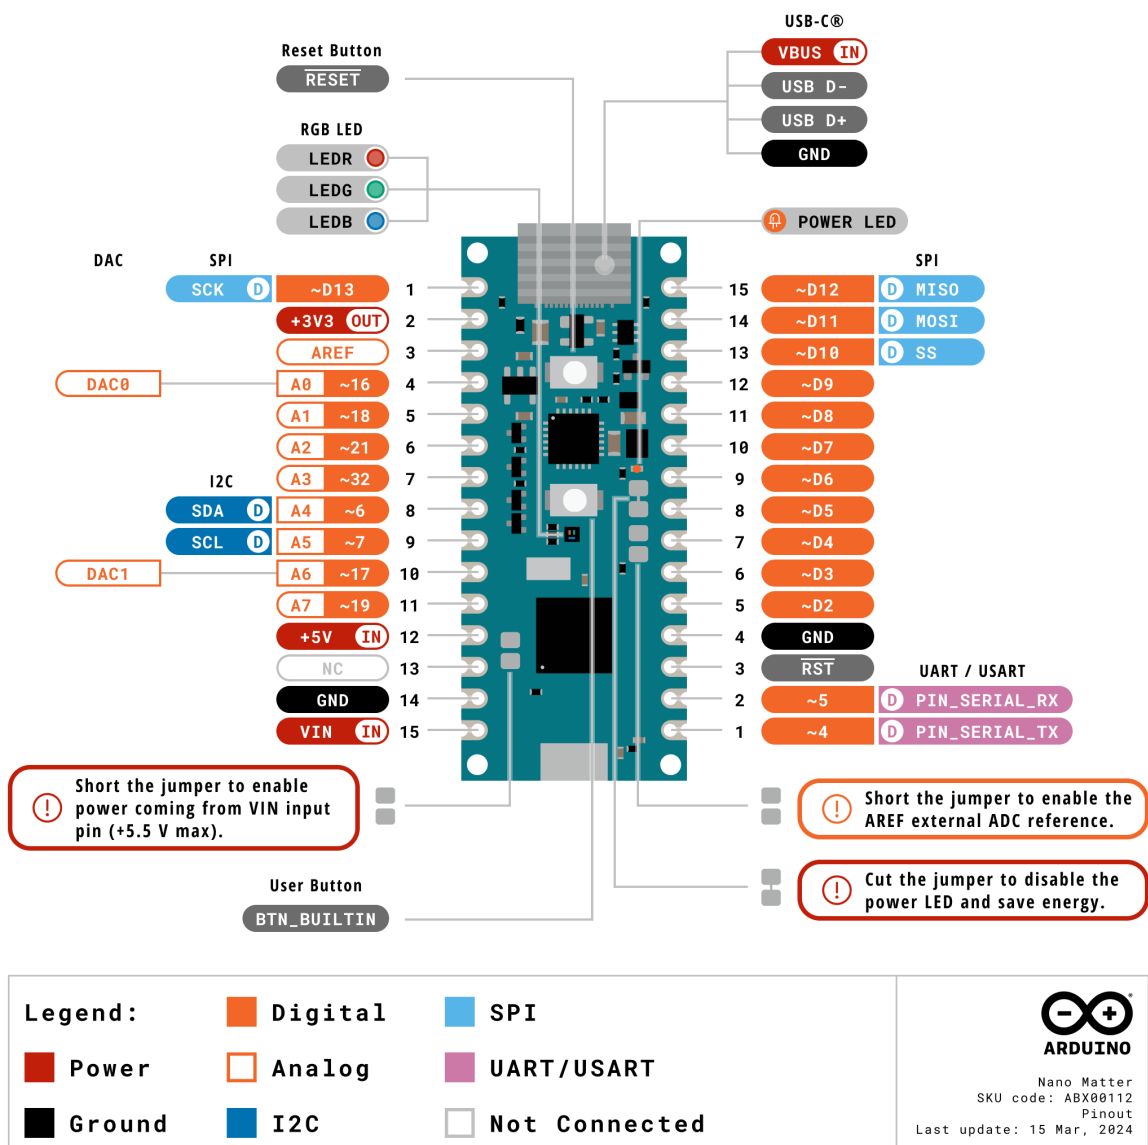 USB-C®
VBUS IN
USB D-
USB D+
GND
Reset Button
RESET
RGB LED
LEDR
LEDG
LEDB
POWER LED
DAC SPI
SCK D ~D13 1
+3V3 OUT 2
AREF 3
DAC0 A0 ~16 4
A1 ~18 5
A2 ~21 6
A3 ~32 7
I2C
SDA D A4 ~6 8
SCL D A5 ~7 9
DAC1 A6 ~17 10
A7 ~19 11
+5V IN 12
NC 13
GND 14
VIN IN 15
SPI
15 ~D12 D MISO
14 ~D11 D MOSI
13 ~D10 D SS
12 ~D9
11 ~D8
10 ~D7
9 ~D6
8 ~D5
7 ~D4
6 ~D3
5 ~D2
4 GND
3 RST
UART / USART
2 ~5 D PIN_SERIAL_RX
1 ~4 D PIN_SERIAL_TX
! Short the jumper to enable
power coming from VIN input
pin (+5.5 V max).
! Short the jumper to enable the
AREF external ADC reference.
! Cut the jumper to disable the
power LED and save energy.
User Button
BTN_BUILTIN
Legend:
Power
Ground
Digital
Analog
I2C
SPI
UART/USART
Not Connected
ARDUINO
Nano Matter
SKU code: ABX00112
Pinout
Last update: 15 Mar, 2024